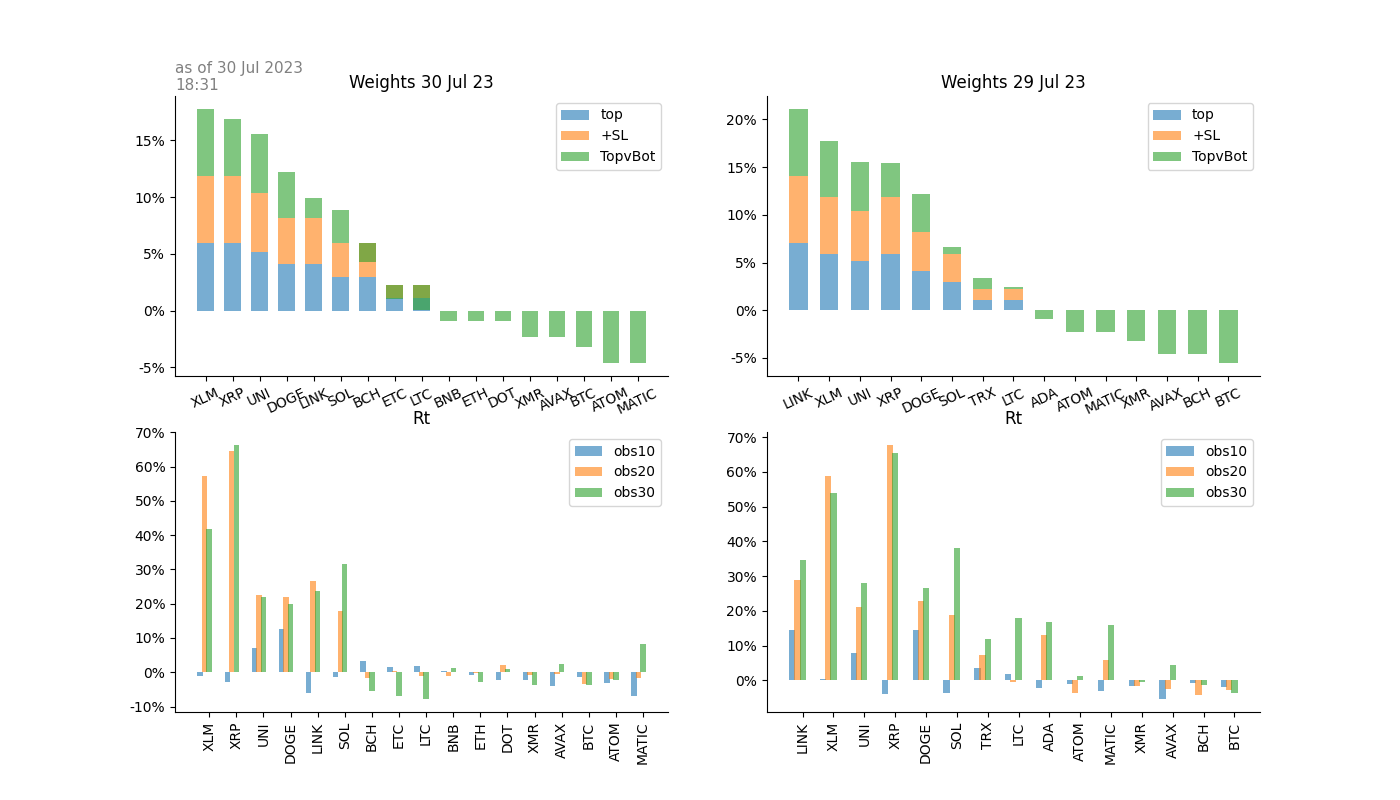 as of 30 Jul 2023
18:31
Weights 30 Jul 23
top
+SL
TopvBot
15%
10%
5%
0%
-5%
XLM XRP UNI DOGE LINK SOL BCH ETC LTC BNB ETH DOT XMR AVAX BTC ATOM MATIC
Weights 29 Jul 23
top
+SL
TopvBot
20%
15%
10%
5%
0%
-5%
LINK XLM UNI XRP DOGE SOL TRX LTC ADA ATOM MATIC XMR AVAX BCH BTC
Rt
obs10
obs20
obs30
70%
60%
50%
40%
30%
20%
10%
0%
-10%
XLM XRP UNI DOGE LINK SOL BCH ETC LTC BNB ETH DOT XMR AVAX BTC ATOM MATIC
Rt
obs10
obs20
obs30
70%
60%
50%
40%
30%
20%
10%
0%
LINK XLM UNI XRP DOGE SOL TRX LTC ADA ATOM MATIC XMR AVAX BCH BTC